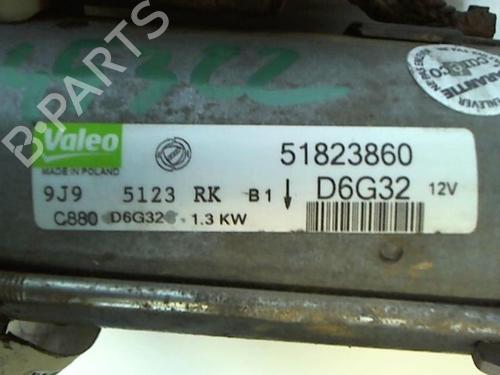 B-PARTS
Valeo
MADE IN POLAND
51823860
9J9 5123 RK B1 ↓ D6G32 12V
C880 D6G32 1.3 KW